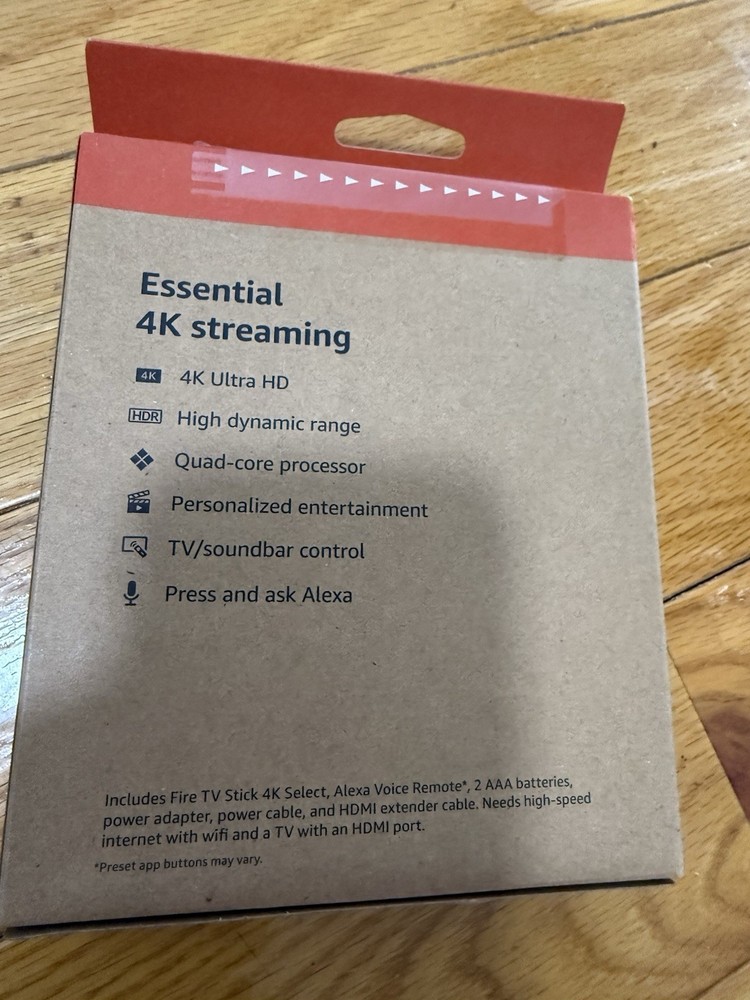 Essential
4K streaming
4K 4K Ultra HD
HDR High dynamic range
Quad-core processor
Personalized entertainment
TV/soundbar control
Press and ask Alexa
Includes Fire TV Stick 4K Select, Alexa Voice Remote*, 2 AAA batteries,
power adapter, power cable, and HDMI extender cable. Needs high-speed
internet with wifi and a TV with an HDMI port.
*Preset app buttons may vary.